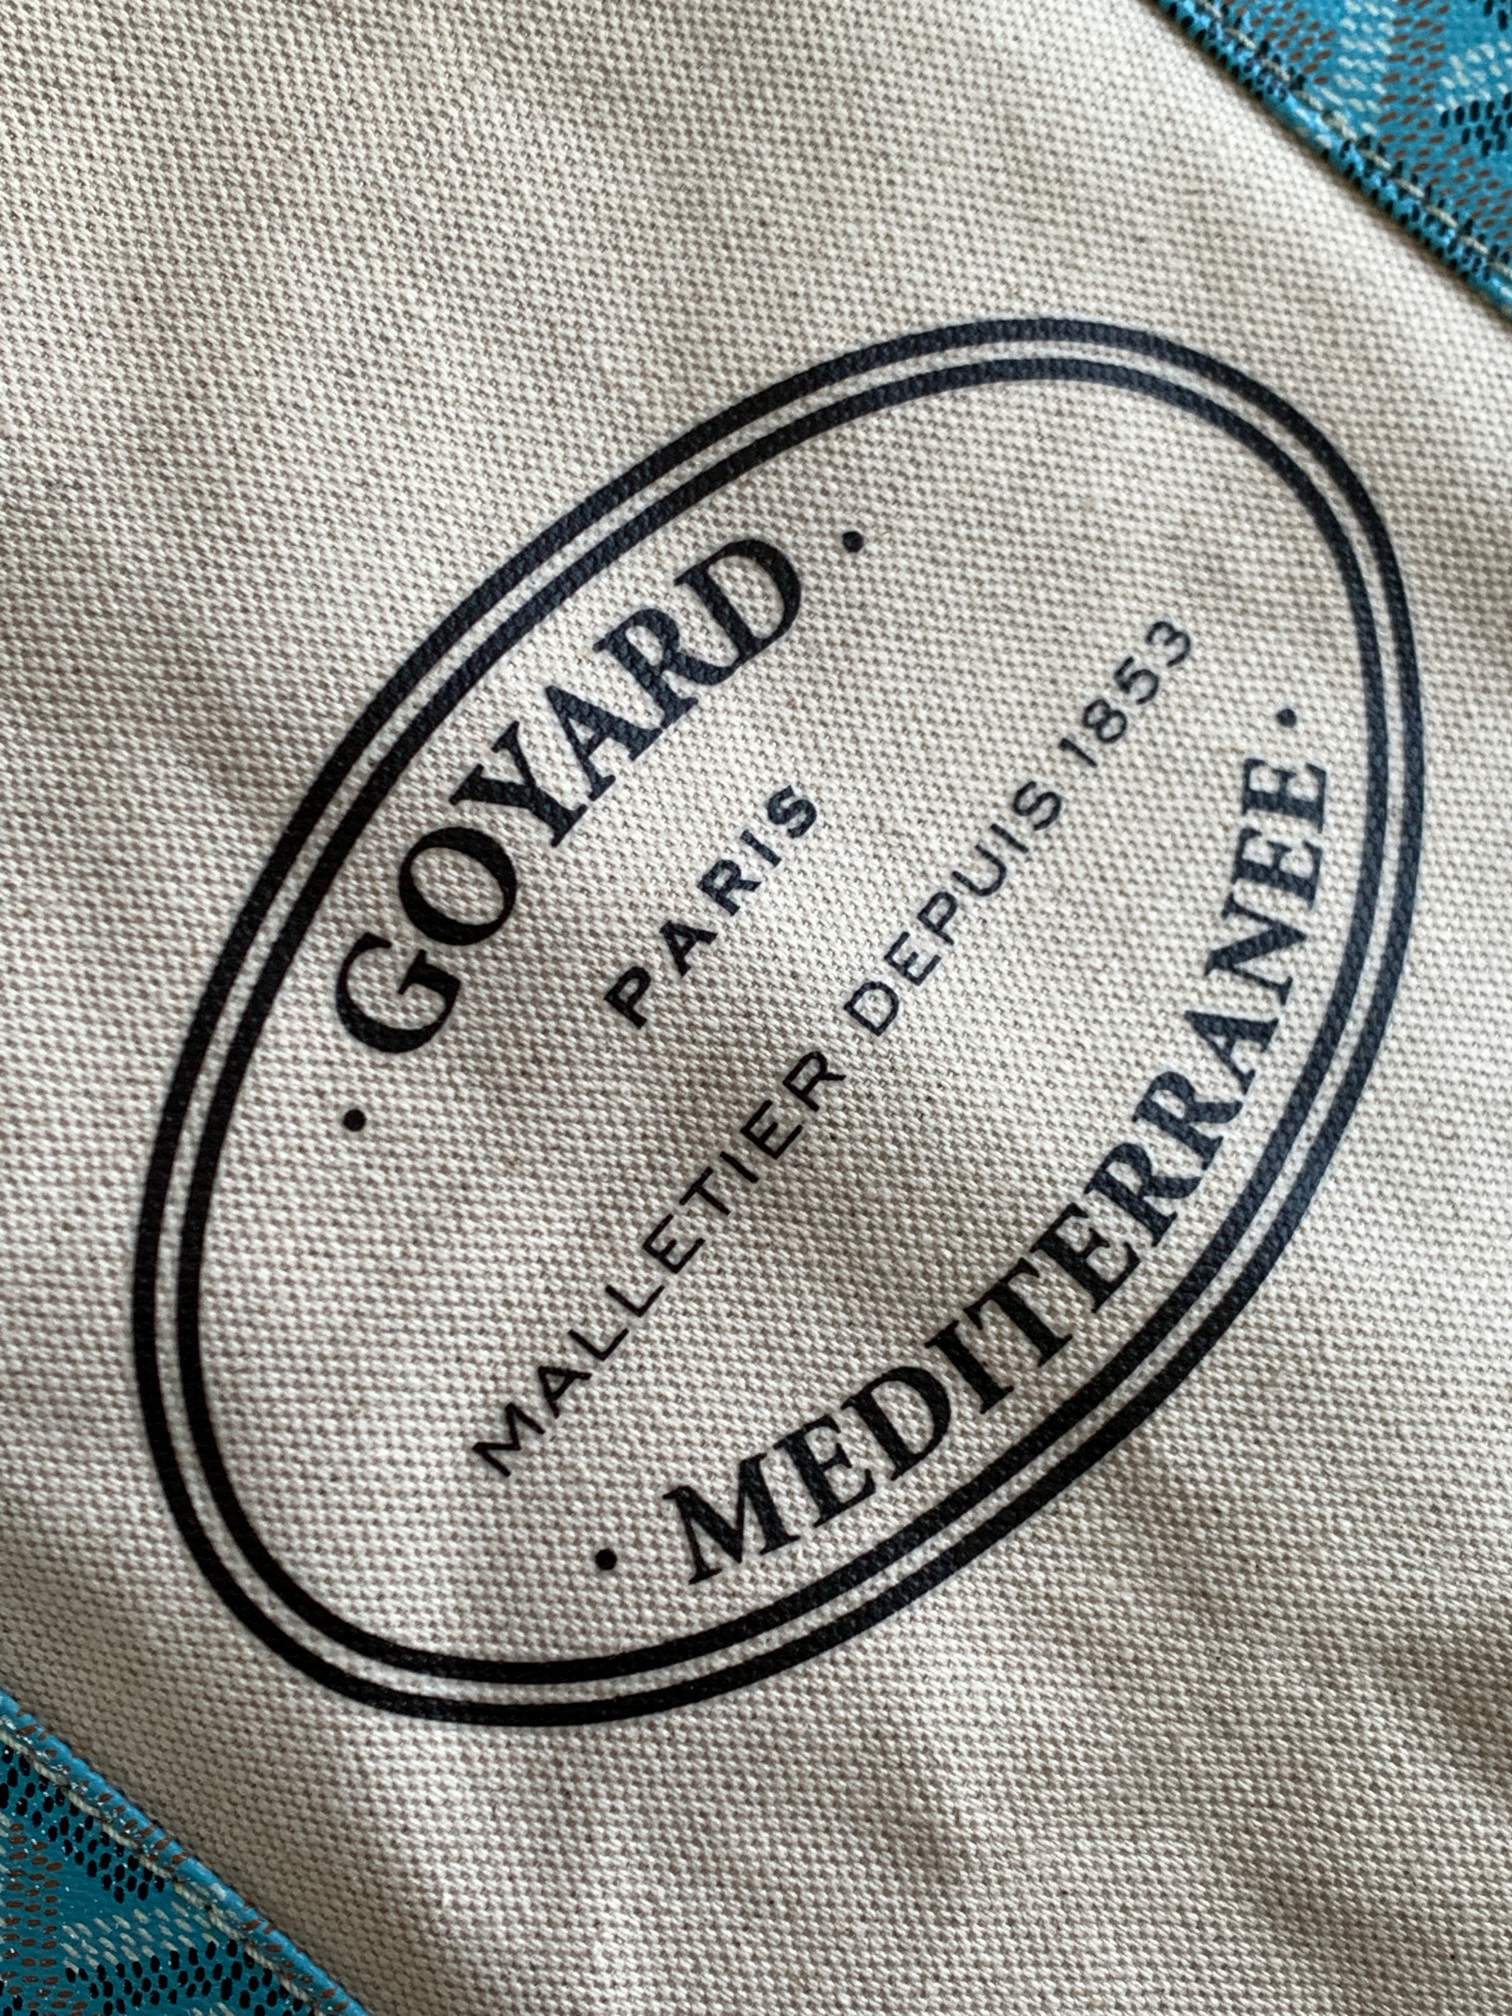 • GOYARD •
PARIS
MALLETIER DEPUIS 1853
• MEDITERRANEE •